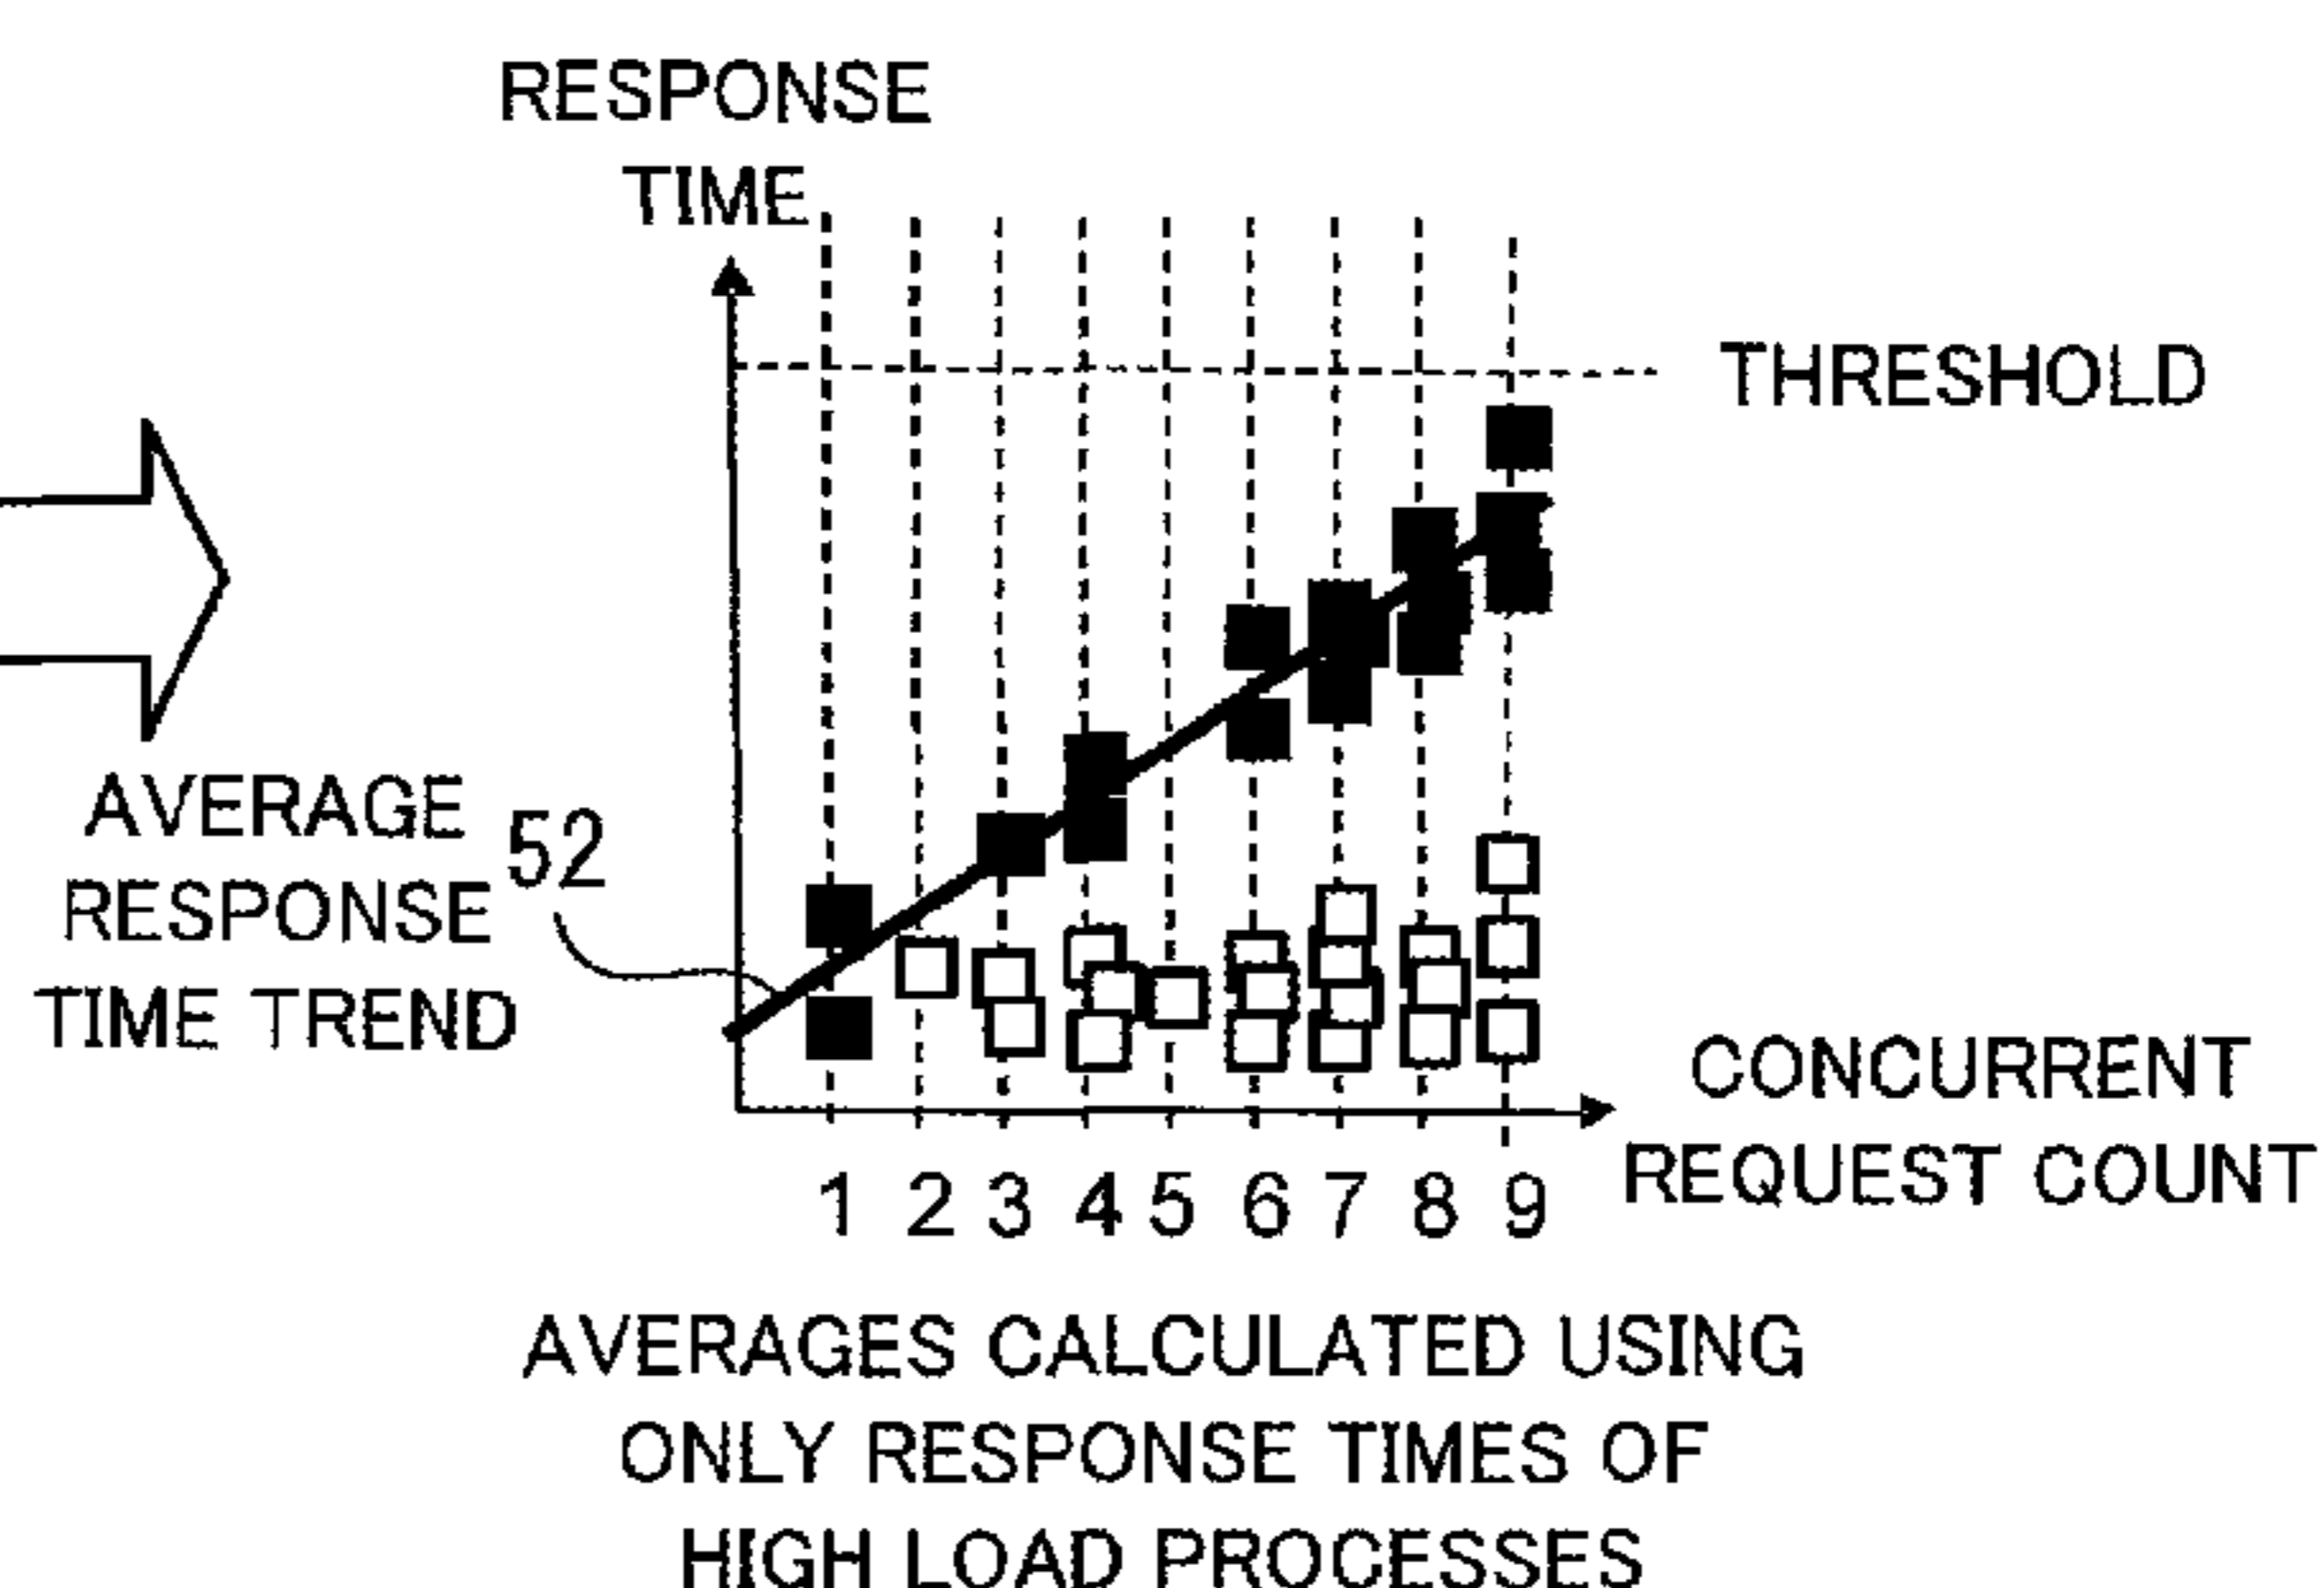 RESPONSE
TIME
THRESHOLD
AVERAGE
RESPONSE
TIME TREND
52
CONCURRENT
REQUEST COUNT
1 2 3 4 5 6 7 8 9
AVERAGES CALCULATED USING
ONLY RESPONSE TIMES OF
HIGH LOAD PROCESSES